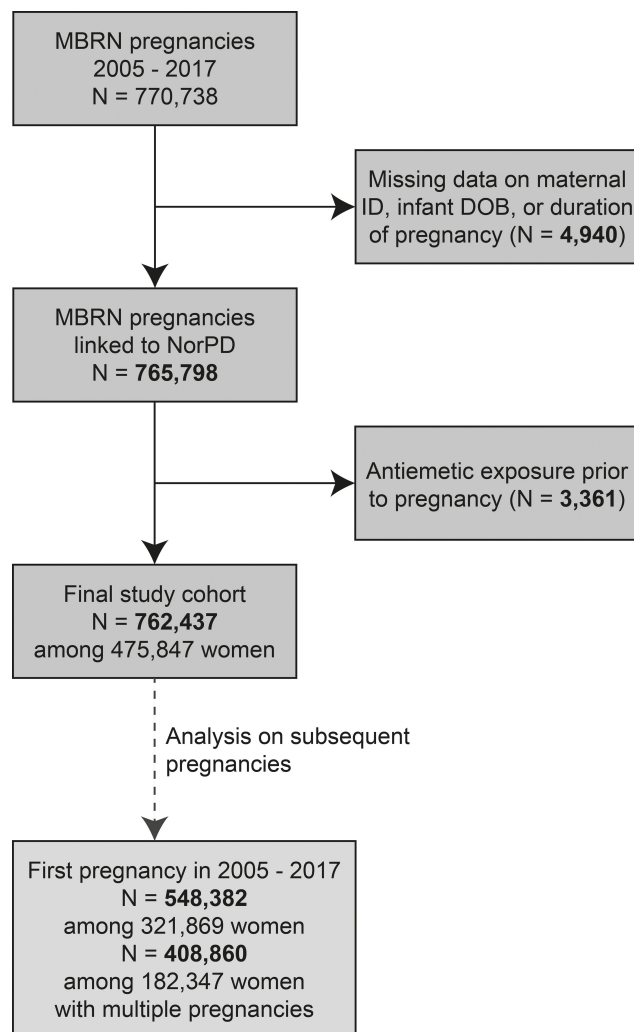 MBRN pregnancies
2005 - 2017
N = 770,738
Missing data on maternal
ID, infant DOB, or duration
of pregnancy (N = 4,940)
MBRN pregnancies
linked to NorPD
N = 765,798
Antiemetic exposure prior
to pregnancy (N = 3,361)
Final study cohort
N = 762,437
among 475,847 women
Analysis on subsequent
pregnancies
First pregnancy in 2005 - 2017
N = 548,382
among 321,869 women
N = 408,860
among 182,347 women
with multiple pregnancies